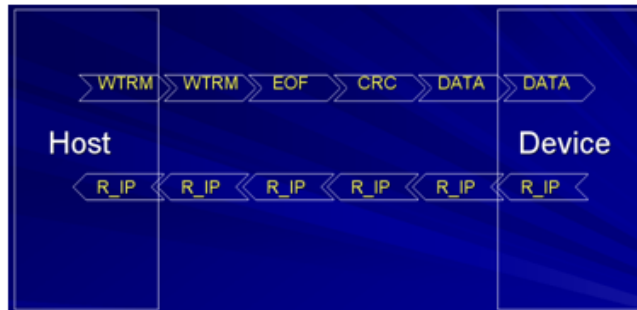 WTRM WTRM EOF CRC DATA DATA
Host Device
R_IP R_IP R_IP R_IP R_IP R_IP